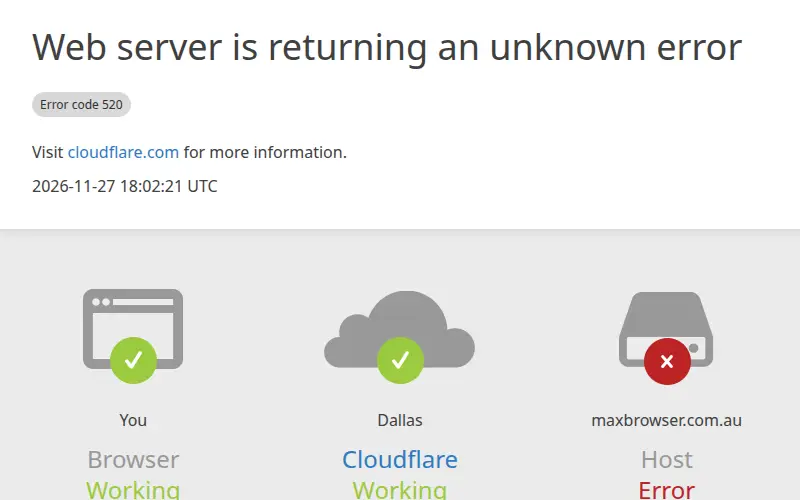 Web server is returning an unknown error
Error code 520
Visit cloudflare.com for more information.
2026-11-27 18:02:21 UTC
You
Dallas
maxbrowser.com.au
Browser
Cloudflare
Host
Working
Working
Error